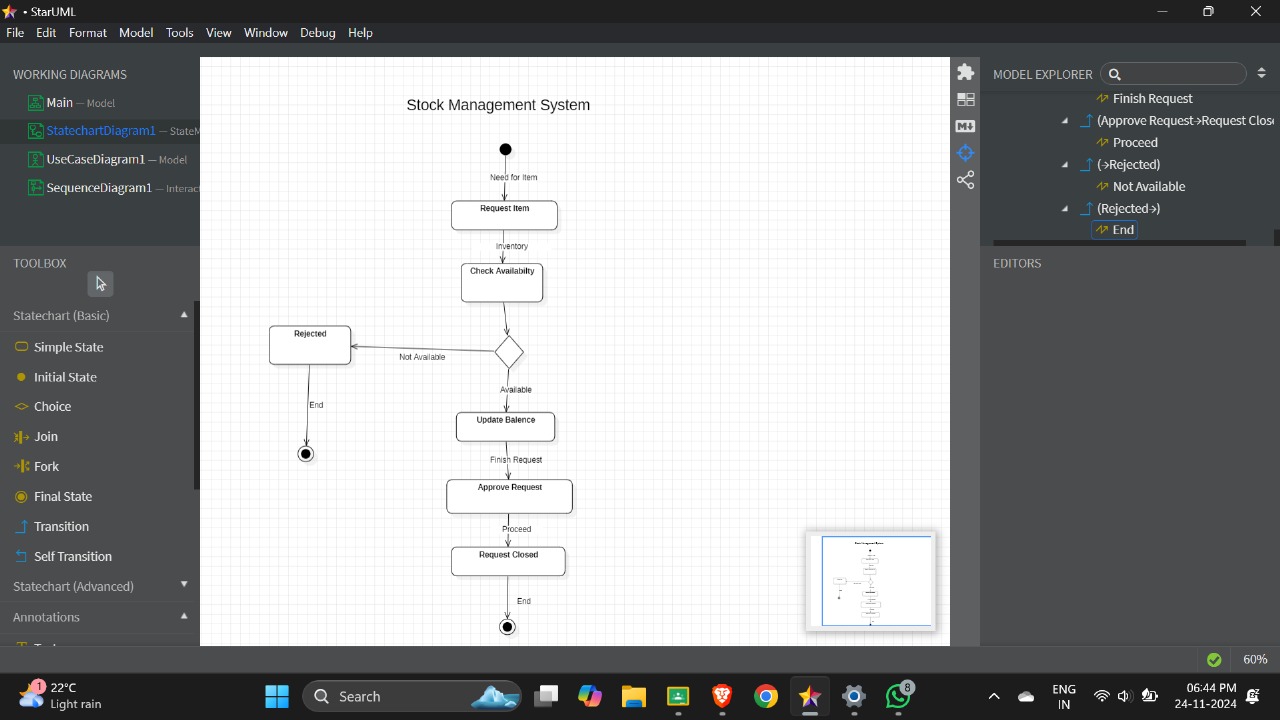 • StarUML
File Edit Format Model Tools View Window Debug Help
WORKING DIAGRAMS
Main — Model
StatechartDiagram1 — StateM
UseCaseDiagram1 — Model
SequenceDiagram1 — Interac
TOOLBOX
Statechart (Basic)
Simple State
Initial State
Choice
Join
Fork
Final State
Transition
Self Transition
Statechart (Advanced)
Annotations
Stock Management System
Need for Item
Request Item
Inventory
Check Availabilty
Rejected
Not Available
End
Available
Update Balence
Finish Request
Approve Request
Proceed
Request Closed
End
M
MODEL EXPLORER
Finish Request
(Approve Request→Request Close
Proceed
(→Rejected)
Not Available
(Rejected→)
End
EDITORS
60%
1
22°C
Light rain
Search
8
ENG
IN
06:44 PM
24-11-2024